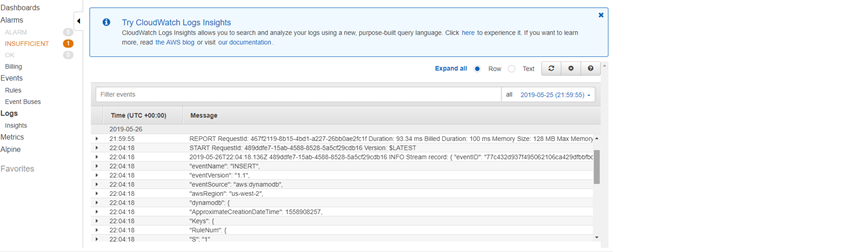 Dashboards
Alarms
ALARM 0
INSUFFICIENT 1
OK 0
Billing
Events
Rules
Event Buses
Logs
Insights
Metrics
Alpine
Favorites
Try CloudWatch Logs Insights
CloudWatch Logs Insights allows you to search and analyze your logs using a new, purpose-built query language. Click here to experience it. If you want to learn
more, read the AWS blog or visit our documentation.
Expand all Row Text
Filter events all 2019-05-25 (21:59:55)
Time (UTC +00:00) Message
2019-05-26
21:59:55 REPORT RequestId: 467f2119-8b15-4bd1-a227-26bb0ae2fc1f Duration: 93.34 ms Billed Duration: 100 ms Memory Size: 128 MB Max Memory
22:04:18 START RequestId: 489ddfe7-15ab-4588-8528-5a5cf29cdb16 Version: $LATEST
22:04:18 2019-05-26T22:04:18.136Z 489ddfe7-15ab-4588-8528-5a5cf29cdb16 INFO Stream record: { "eventID":
22:04:18 "eventName": "INSERT",
22:04:18 "eventVersion": "1.1",
22:04:18 "eventSource": "aws:dynamodb",
22:04:18 "awsRegion": "us-west-2",
22:04:18 "dynamodb": {
22:04:18 "ApproximateCreationDateTime": 1558908257,
22:04:18 "Keys": {
22:04:18 "RuleNum": {
22:04:18 "S": "1"